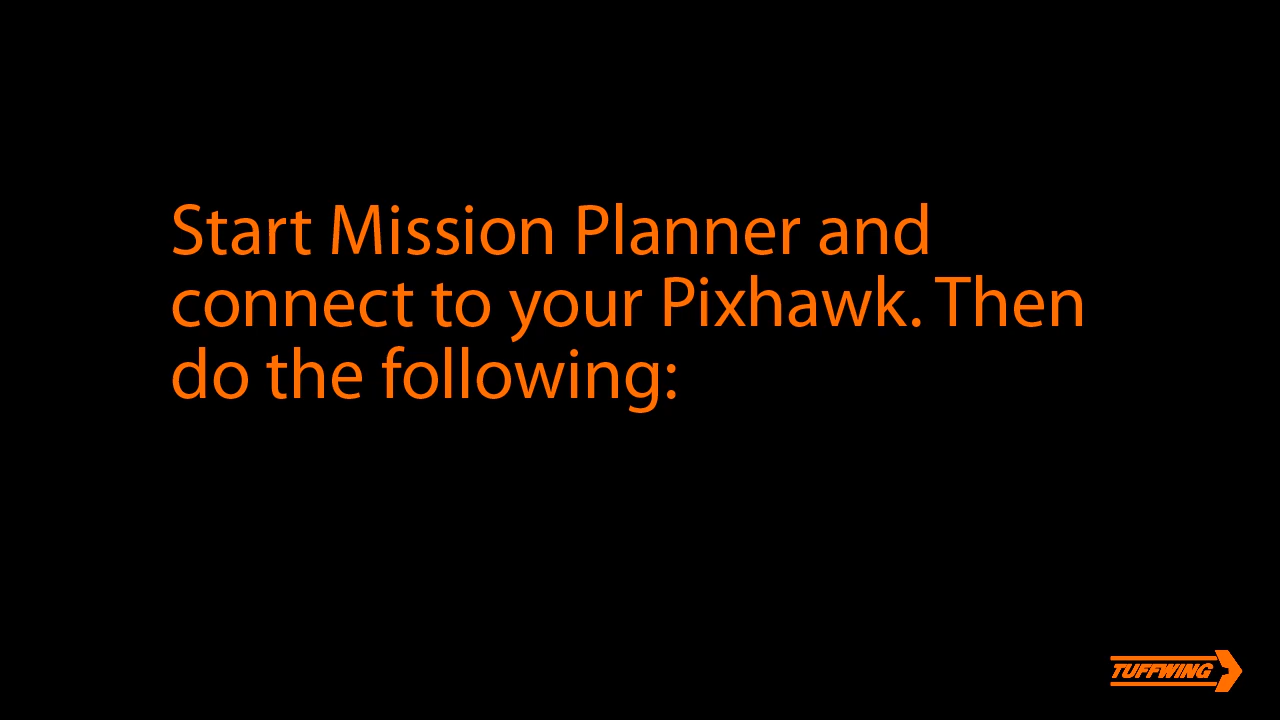 Start Mission Planner and
connect to your Pixhawk. Then
do the following:
TUFFWING